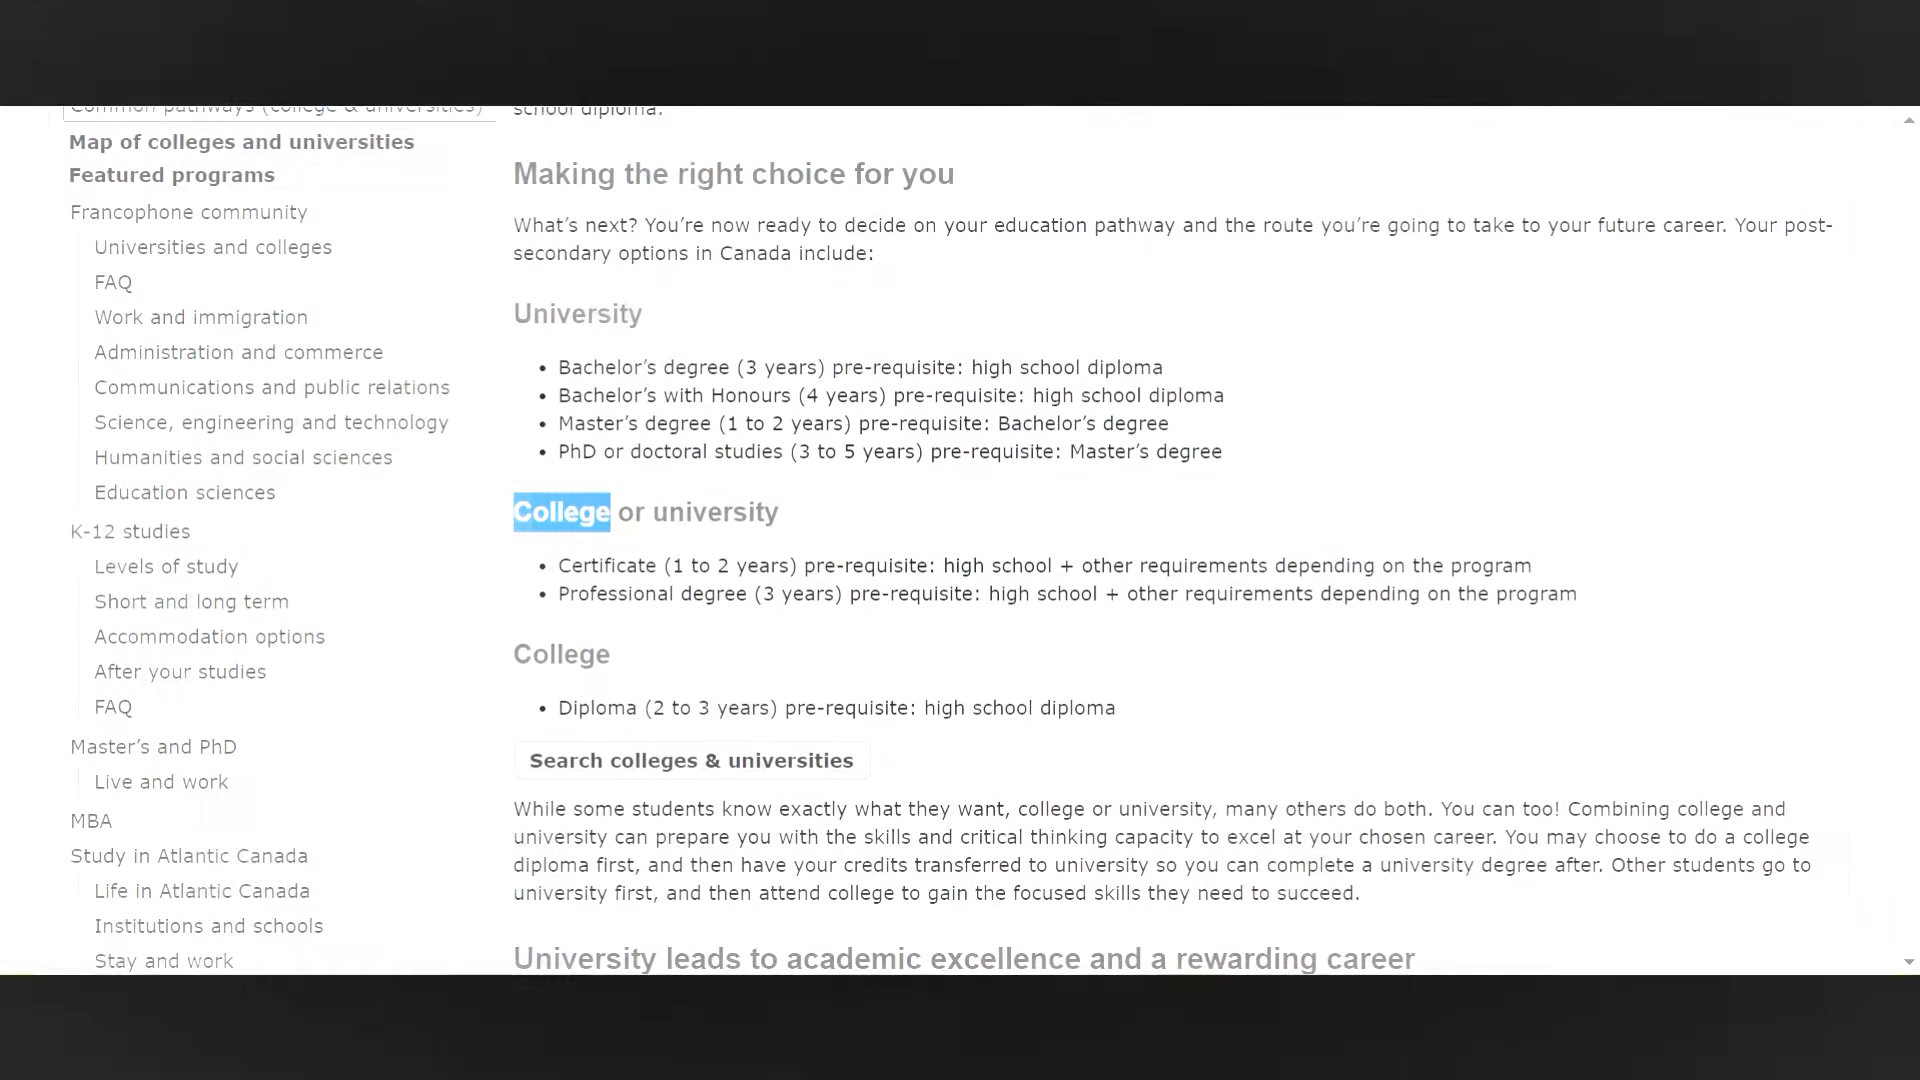 Common pathways (college & universities)
Map of colleges and universities
Featured programs
Francophone community
Universities and colleges
FAQ
Work and immigration
Administration and commerce
Communications and public relations
Science, engineering and technology
Humanities and social sciences
Education sciences
K-12 studies
Levels of study
Short and long term
Accommodation options
After your studies
FAQ
Master’s and PhD
Live and work
MBA
Study in Atlantic Canada
Life in Atlantic Canada
Institutions and schools
Stay and work
school diploma.
Making the right choice for you
What’s next? You’re now ready to decide on your education pathway and the route you’re going to take to your future career. Your post-
secondary options in Canada include:
University
• Bachelor’s degree (3 years) pre-requisite: high school diploma
• Bachelor’s with Honours (4 years) pre-requisite: high school diploma
• Master’s degree (1 to 2 years) pre-requisite: Bachelor’s degree
• PhD or doctoral studies (3 to 5 years) pre-requisite: Master’s degree
College or university
• Certificate (1 to 2 years) pre-requisite: high school + other requirements depending on the program
• Professional degree (3 years) pre-requisite: high school + other requirements depending on the program
College
• Diploma (2 to 3 years) pre-requisite: high school diploma
Search colleges & universities
While some students know exactly what they want, college or university, many others do both. You can too! Combining college and
university can prepare you with the skills and critical thinking capacity to excel at your chosen career. You may choose to do a college
diploma first, and then have your credits transferred to university so you can complete a university degree after. Other students go to
university first, and then attend college to gain the focused skills they need to succeed.
University leads to academic excellence and a rewarding career